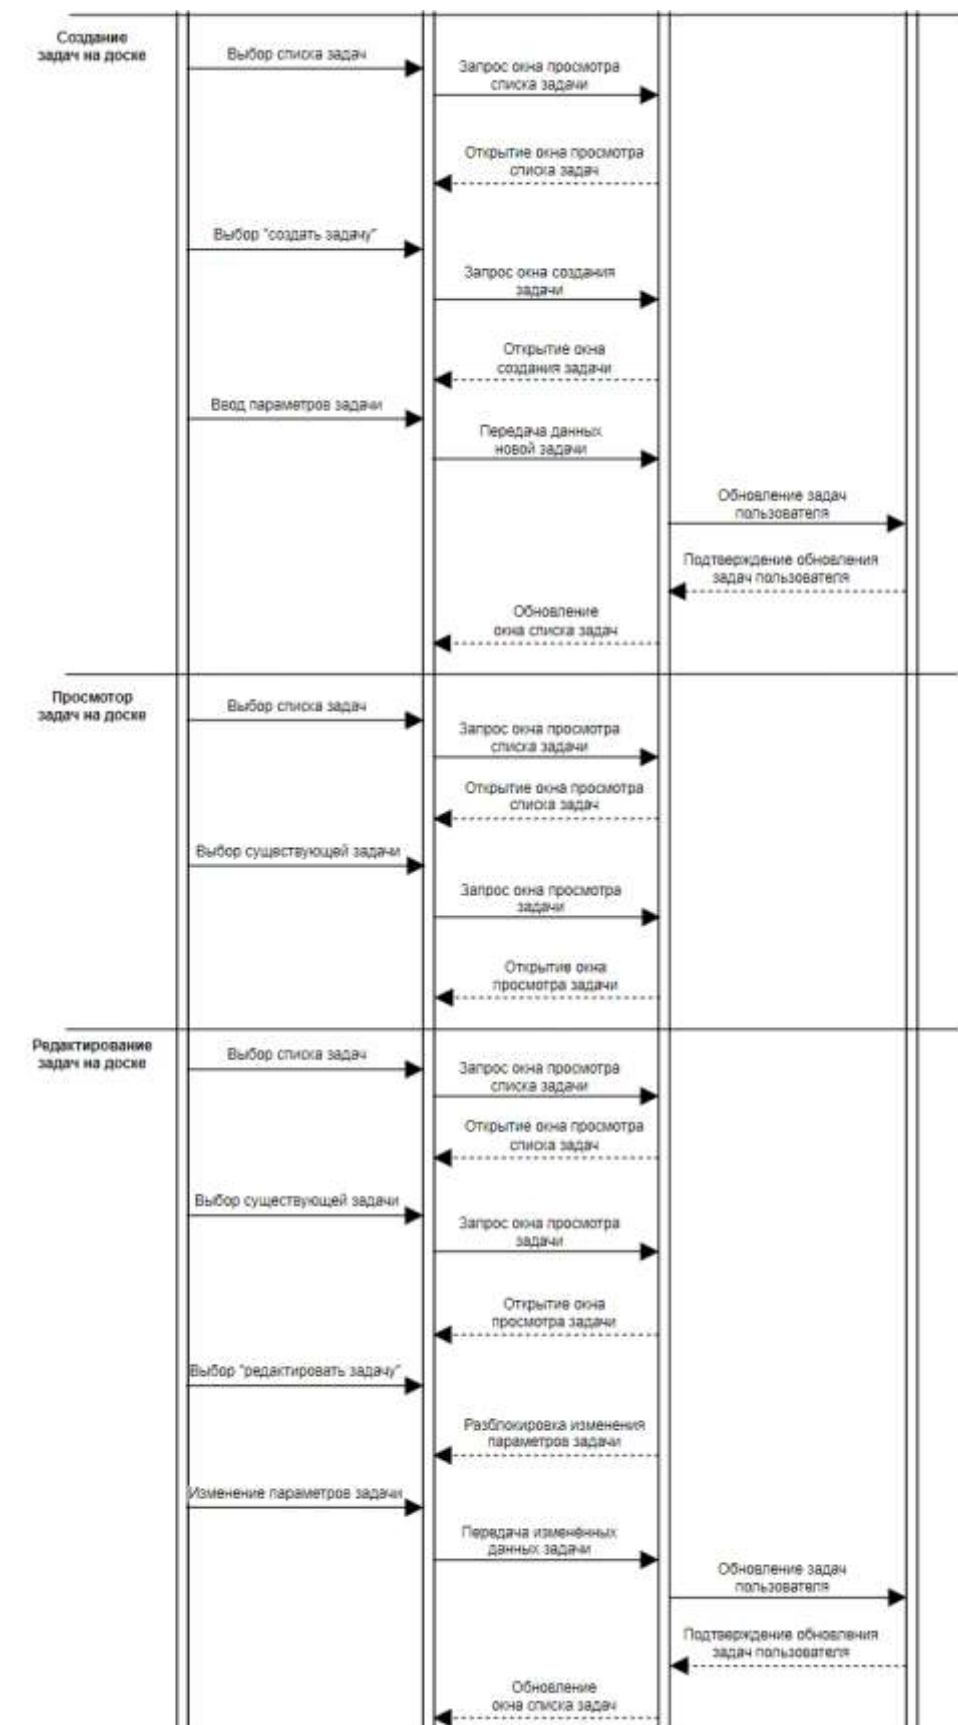 Создание
задач на доске
Выбор списка задач
Запрос окна просмотра
списка задачи
Открытие окна просмотра
списка задач
Выбор "создать задачу"
Запрос окна создания
задачи
Открытие окна
создания задачи
Ввод параметров задачи
Передача данных
новой задачи
Обновление задач
пользователя
Подтверждение обновления
задач пользователя
Обновление
окна списка задач
Просмотор
задач на доске
Выбор списка задач
Запрос окна просмотра
списка задачи
Открытие окна просмотра
списка задач
Выбор существующей задачи
Запрос окна просмотра
задачи
Открытие окна
просмотра задачи
Редактирование
задач на доске
Выбор списка задач
Запрос окна просмотра
списка задачи
Открытие окна просмотра
списка задач
Выбор существующей задачи
Запрос окна просмотра
задачи
Открытие окна
просмотра задачи
Выбор "редактировать задачу"
Разблокировка изменения
параметров задачи
Изменение параметров задачи
Передача изменённых
данных задачи
Обновление задач
пользователя
Подтверждение обновления
задач пользователя
Обновление
окна списка задач